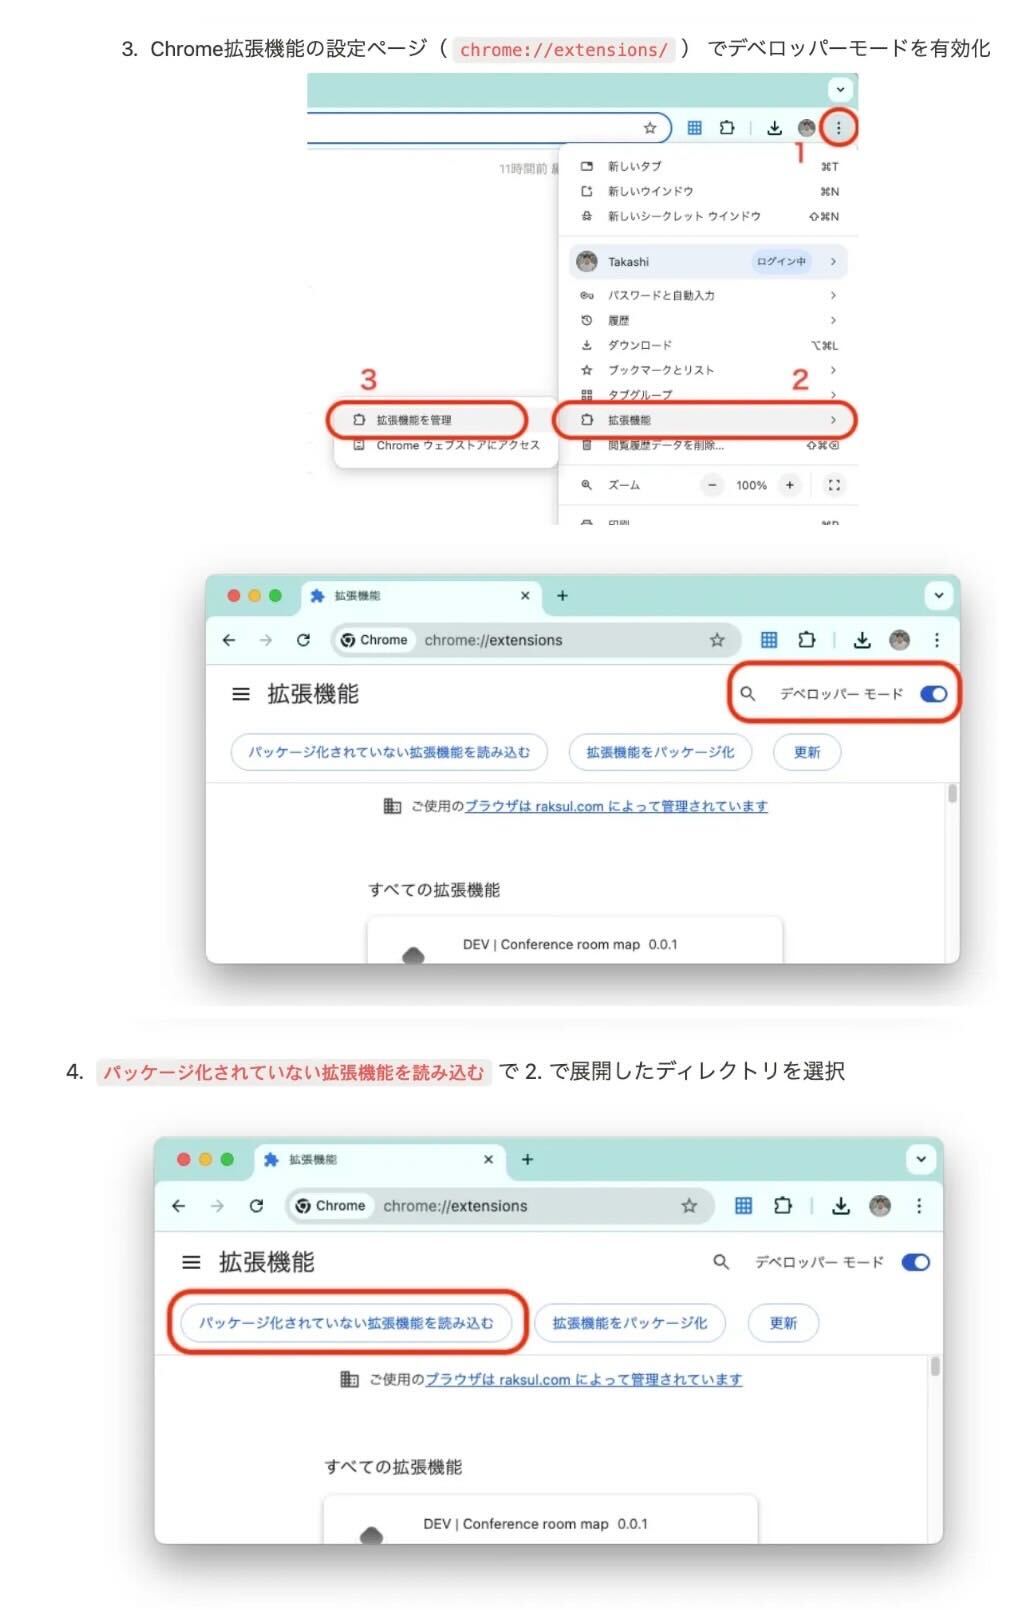 3. Chrome拡張機能の設定ページ（ chrome://extensions/ ） でデベロッパーモードを有効化
1
11時間前
新しいタブ ⌘T
新しいウインドウ ⌘N
新しいシークレット ウインドウ ⇧⌘N
Takashi ログイン中
パスワードと自動入力
履歴
ダウンロード ⌥⌘L
ブックマークとリスト
2
3
タブグループ
拡張機能を管理
拡張機能
Chrome ウェブストアにアクセス
閲覧履歴データを削除... ⇧⌘⌫
ズーム − 100% +
印刷 ⌘P
拡張機能
Chrome chrome://extensions
拡張機能 デベロッパー モード
パッケージ化されていない拡張機能を読み込む 拡張機能をパッケージ化 更新
ご使用のブラウザは raksul.com によって管理されています
すべての拡張機能
DEV | Conference room map 0.0.1
4. パッケージ化されていない拡張機能を読み込む で 2. で展開したディレクトリを選択
拡張機能
Chrome chrome://extensions
拡張機能 デベロッパー モード
パッケージ化されていない拡張機能を読み込む 拡張機能をパッケージ化 更新
ご使用のブラウザは raksul.com によって管理されています
すべての拡張機能
DEV | Conference room map 0.0.1